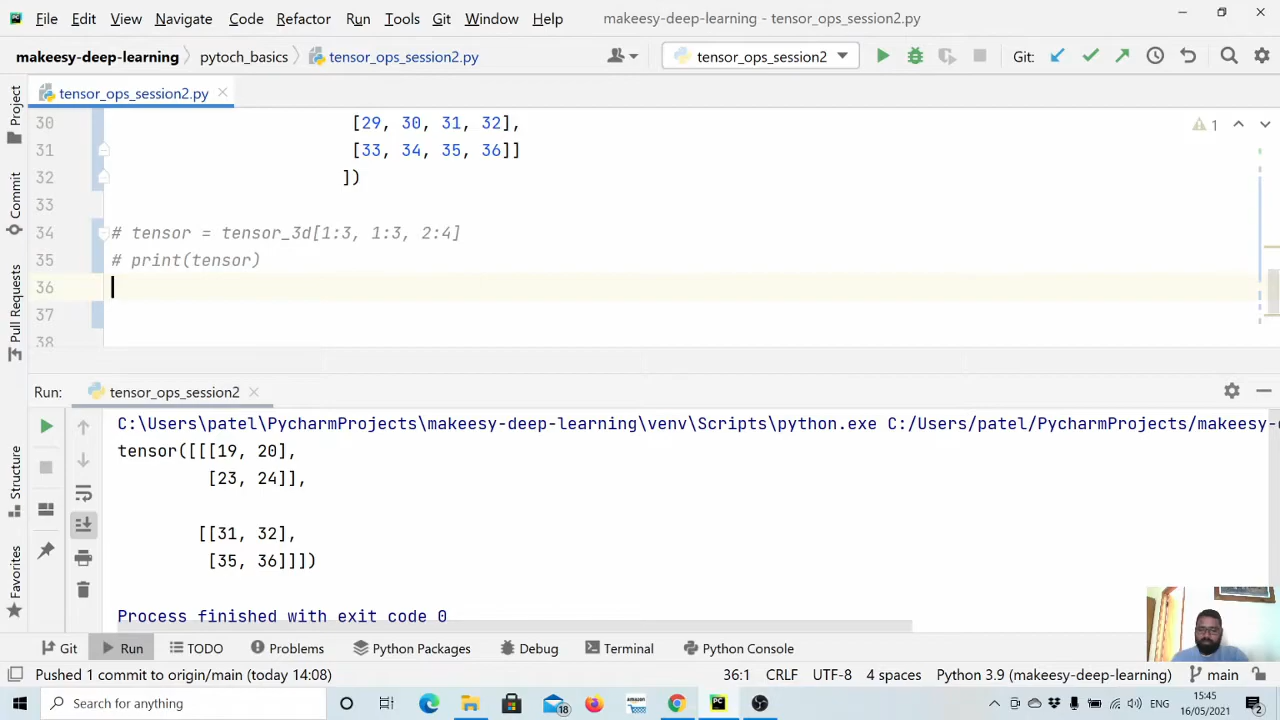 File Edit View Navigate Code Refactor Run Tools Git Window Help makeesy-deep-learning - tensor_ops_session2.py
makeesy-deep-learning pytoch_basics tensor_ops_session2.py tensor_ops_session2 Git:
tensor_ops_session2.py
Project
Commit
Pull Requests
Structure
Favorites
30 [29, 30, 31, 32],
31 [33, 34, 35, 36]]
32 ])
33
34 # tensor = tensor_3d[1:3, 1:3, 2:4]
35 # print(tensor)
36
37
38
1
Run: tensor_ops_session2
C:\Users\patel\PycharmProjects\makeesy-deep-learning\venv\Scripts\python.exe C:/Users/patel/PycharmProjects/makeesy-d
tensor([[[19, 20],
[23, 24]],
[[31, 32],
[35, 36]]])
Process finished with exit code 0
Git Run TODO Problems Python Packages Debug Terminal Python Console
Pushed 1 commit to origin/main (today 14:08) 36:1 CRLF UTF-8 4 spaces Python 3.9 (makeesy-deep-learning) main
Search for anything amazon 18 15:45
16/05/2021 2